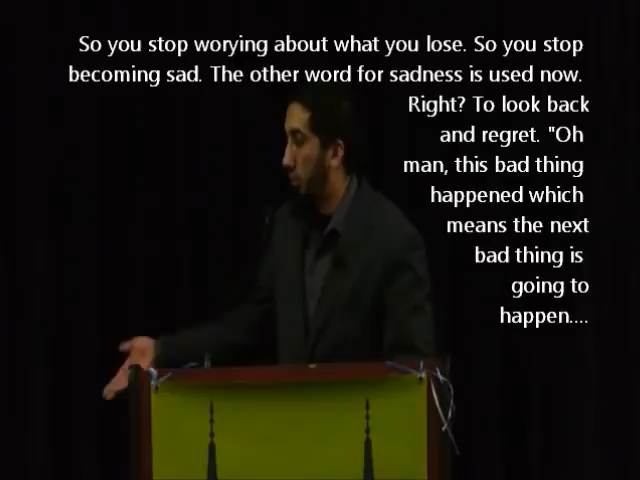 So you stop worying about what you lose. So you stop
becoming sad. The other word for sadness is used now.
Right? To look back
and regret. "Oh
man, this bad thing
happened which
means the next
bad thing is
going to
happen....